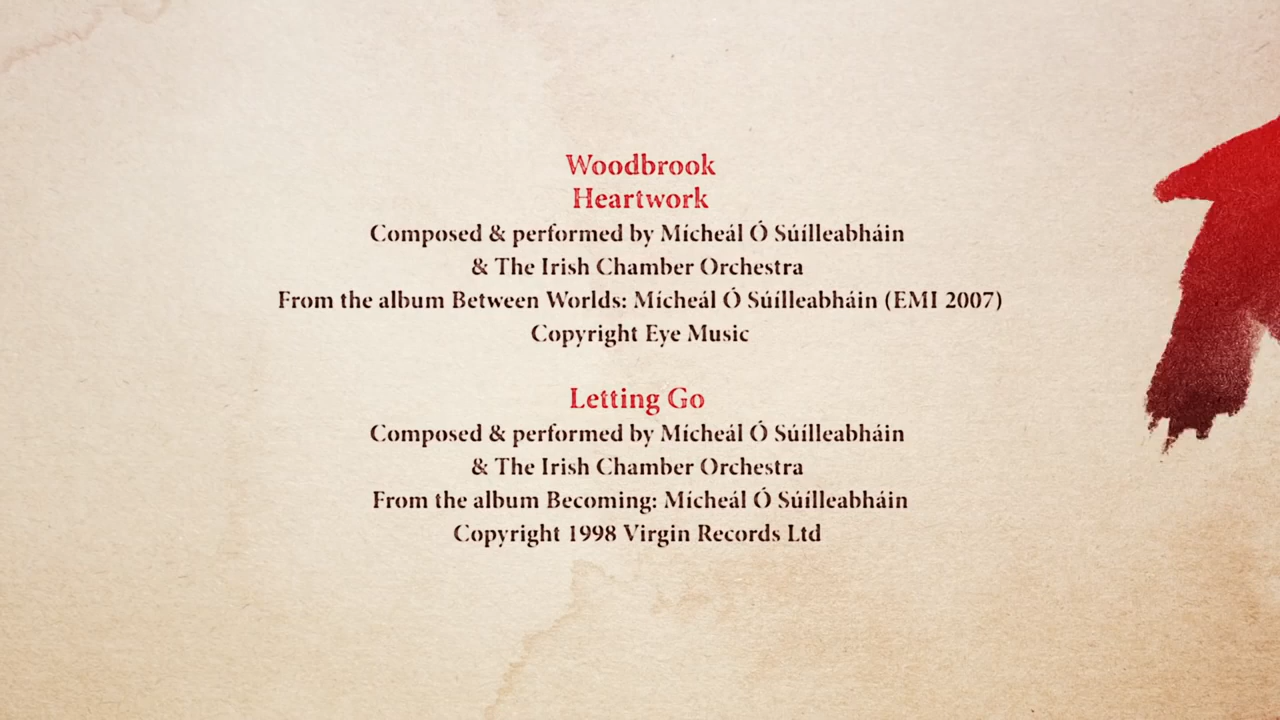 Woodbrook
Heartwork
Composed & performed by Mícheál Ó Súilleabháin
& The Irish Chamber Orchestra
From the album Between Worlds: Mícheál Ó Súilleabháin (EMI 2007)
Copyright Eye Music
Letting Go
Composed & performed by Mícheál Ó Súilleabháin
& The Irish Chamber Orchestra
From the album Becoming: Mícheál Ó Súilleabháin
Copyright 1998 Virgin Records Ltd